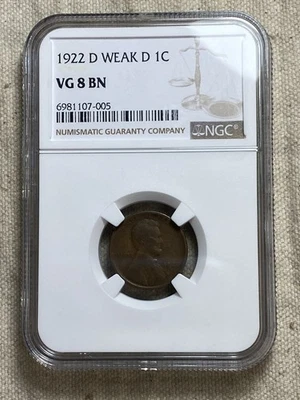 1922 D WEAK D 1C
VG 8 BN
6981107-005
NUMISMATIC GUARANTY COMPANY
NGC